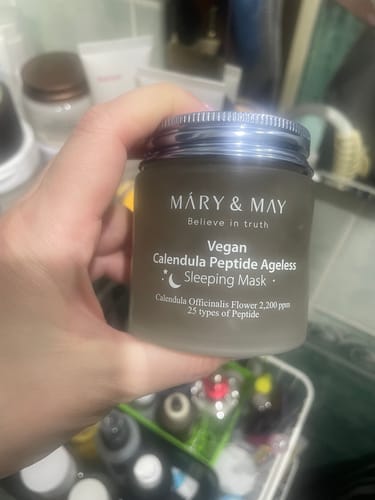 MÁRY & MAY
Believe in truth
Vegan
Calendula Peptide Ageless
Sleeping Mask
Calendula Officinalis Flower 2,200 ppm
25 types of Peptide